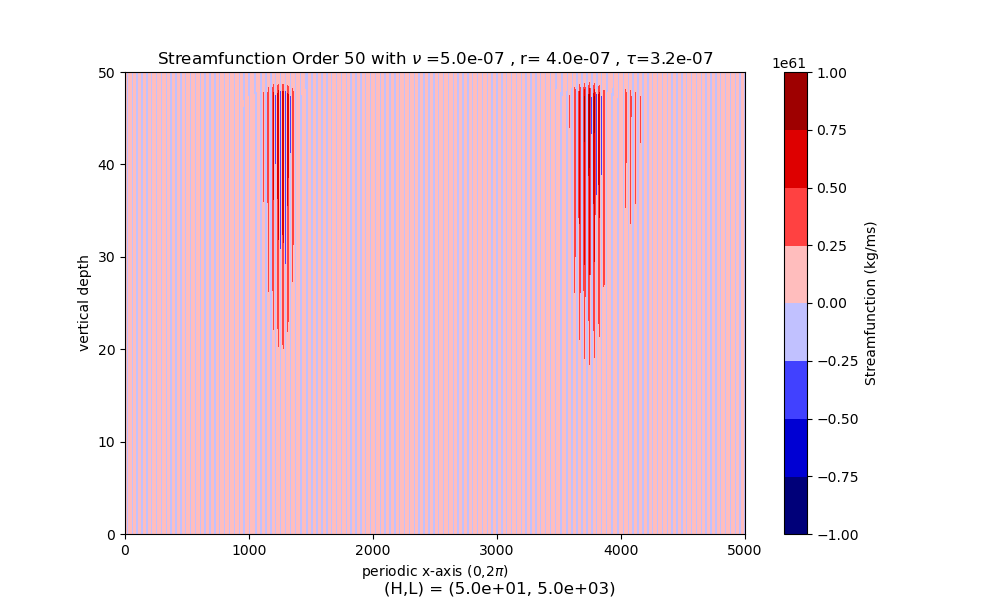 Streamfunction Order 50 with ν =5.0e-07 , r= 4.0e-07 , τ=3.2e-07
1e61
50
40
30
20
10
0
vertical depth
0 1000 2000 3000 4000 5000
periodic x-axis (0,2π)
(H,L) = (5.0e+01, 5.0e+03)
1.00
0.75
0.50
0.25
0.00
−0.25
−0.50
−0.75
−1.00
Streamfunction (kg/ms)